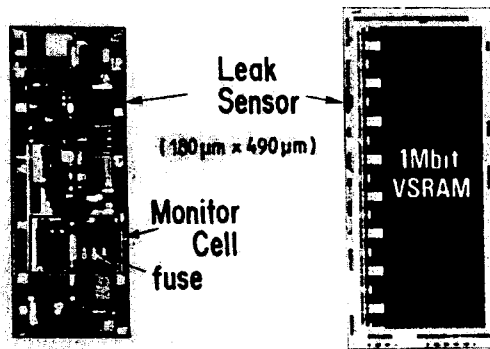 Leak
Sensor
(180μm × 490μm)
Monitor
Cell
fuse
1Mbit
VSRAM